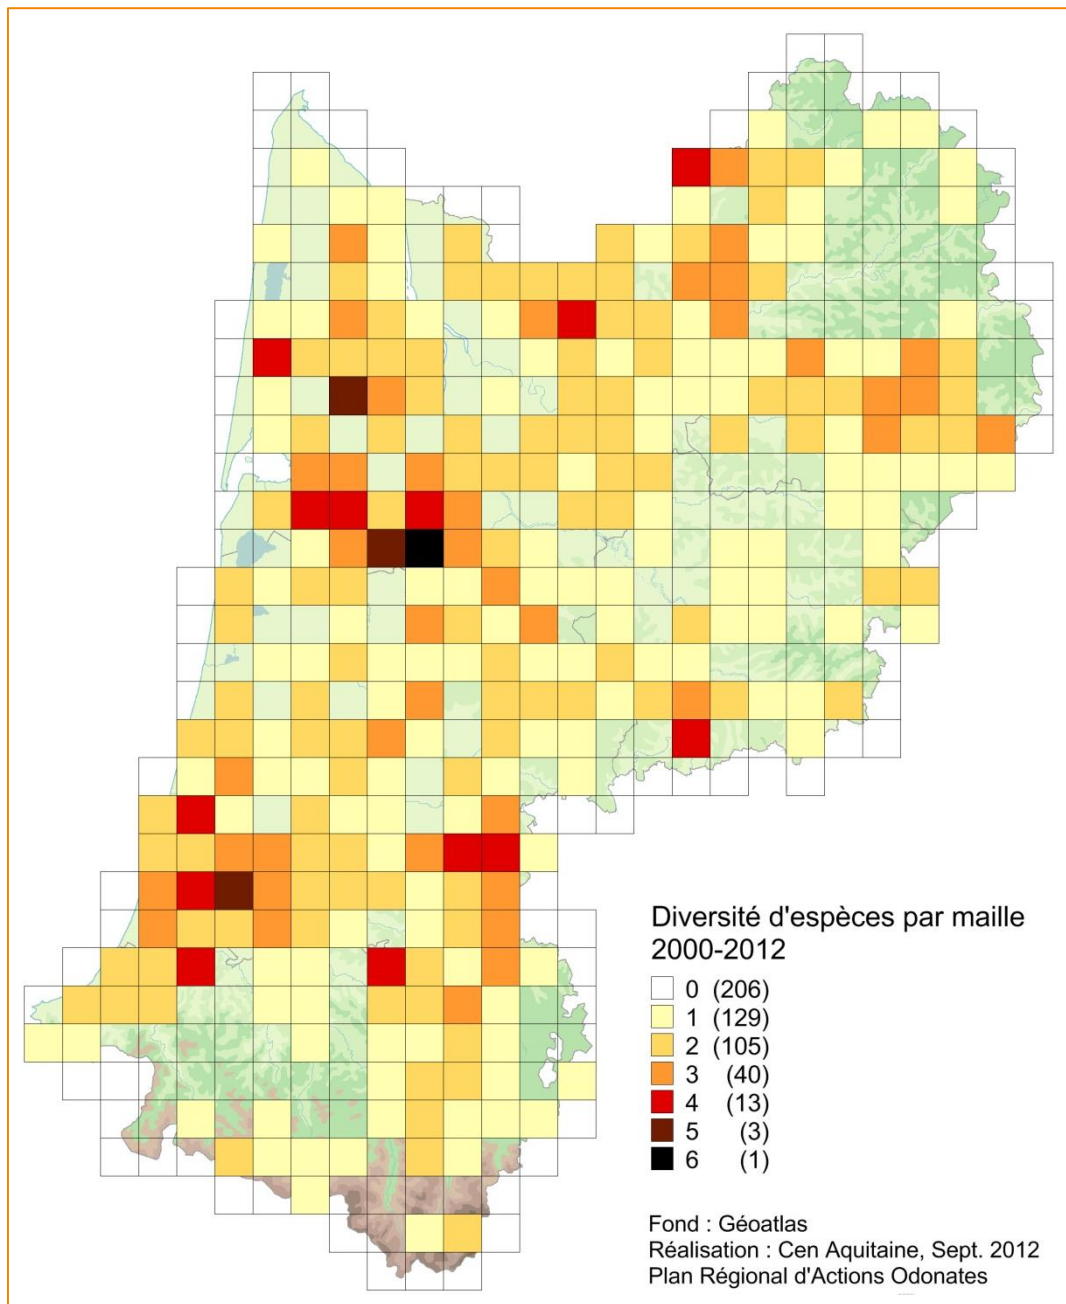 Diversité d'espèces par maille
2000-2012
0 (206)
1 (129)
2 (105)
3 (40)
4 (13)
5 (3)
6 (1)
Fond : Géoatlas
Réalisation : Cen Aquitaine, Sept. 2012
Plan Régional d'Actions Odonates